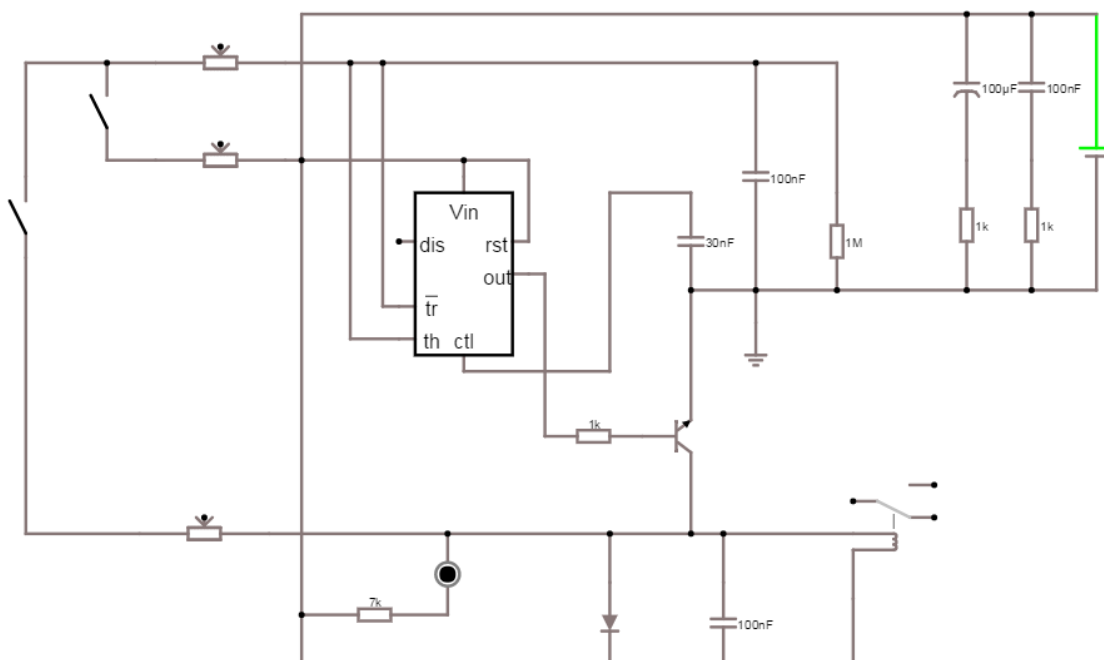 100µF
100nF
100nF
Vin
dis
rst
30nF
1M
1k
1k
out
tr
th
ctl
1k
7k
100nF